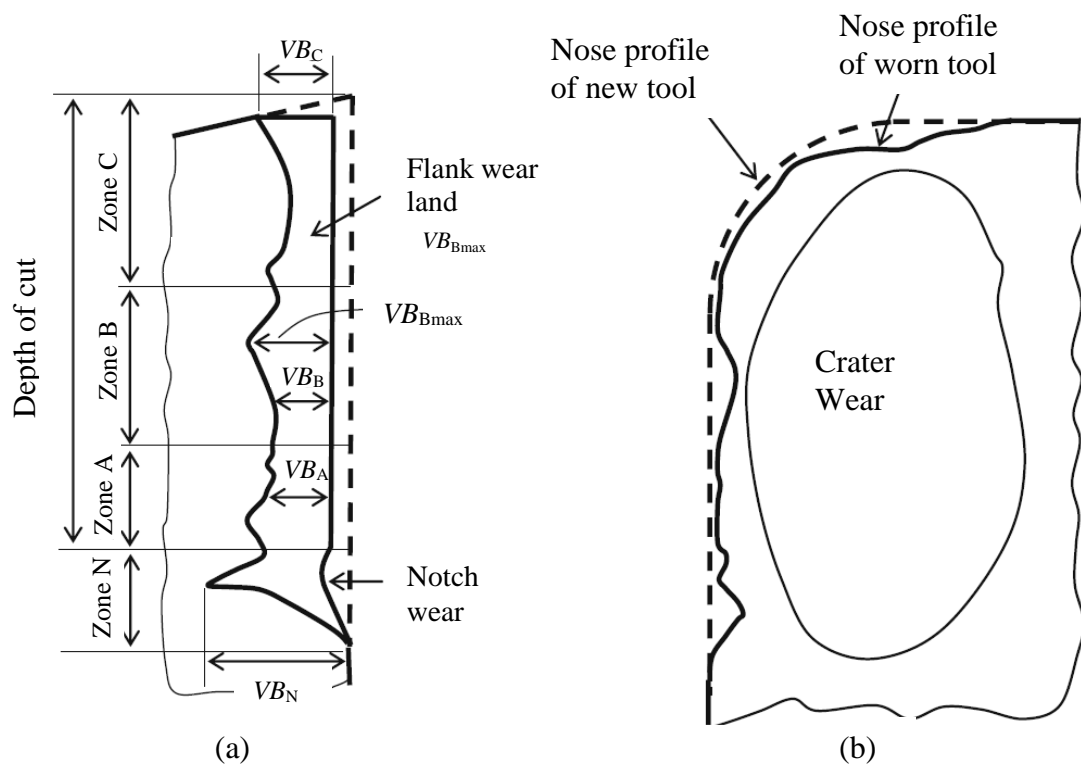 VBC
Zone C
Flank wear
land
VBBmax
Depth of cut
Zone B
VBBmax
VBB
Zone A
VBA
Zone N
Notch
wear
VBN
(a)
Nose profile
of new tool
Nose profile
of worn tool
Crater
Wear
(b)